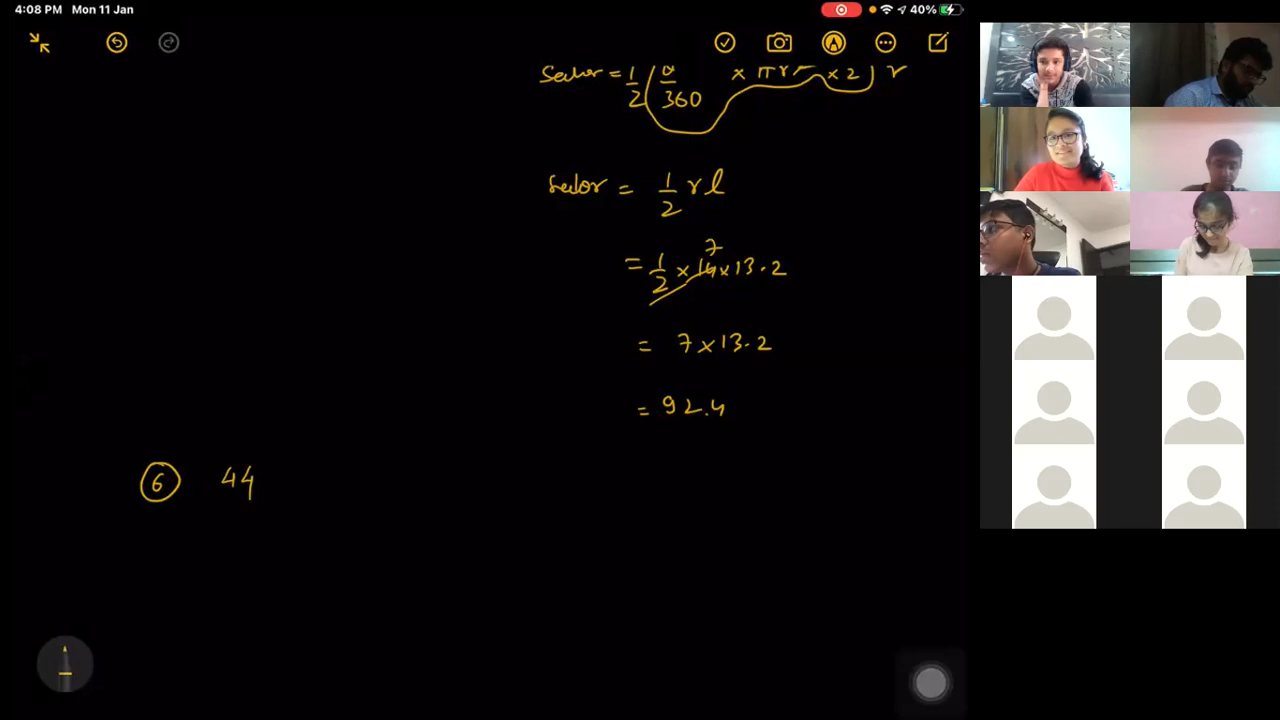 4:08 PM Mon 11 Jan 40%
Sector = 1/2 ( θ/360 × πr × 2 ) r
Sector = 1/2 r l
= 1/2 × 14 × 13.2
7
= 7 × 13.2
= 92.4
6 44